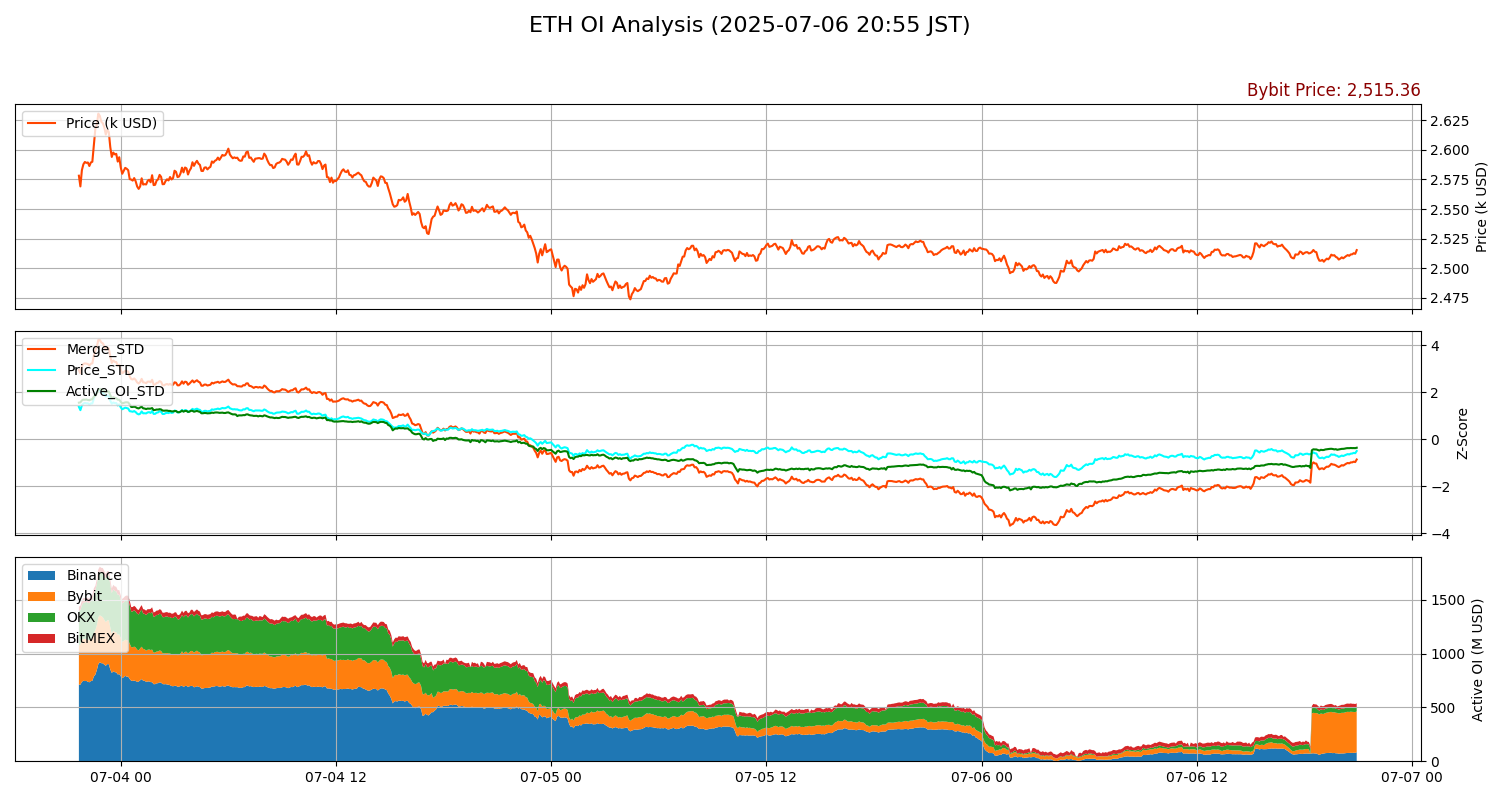 ETH OI Analysis (2025-07-06 20:55 JST)
Bybit Price: 2,515.36
Price (k USD)
2.625
2.600
2.575
2.550
2.525
2.500
2.475
Price (k USD)
Merge_STD
Price_STD
Active_OI_STD
4
2
0
−2
−4
Z-Score
Binance
Bybit
OKX
BitMEX
1500
1000
500
0
Active OI (M USD)
07-04 00
07-04 12
07-05 00
07-05 12
07-06 00
07-06 12
07-07 00